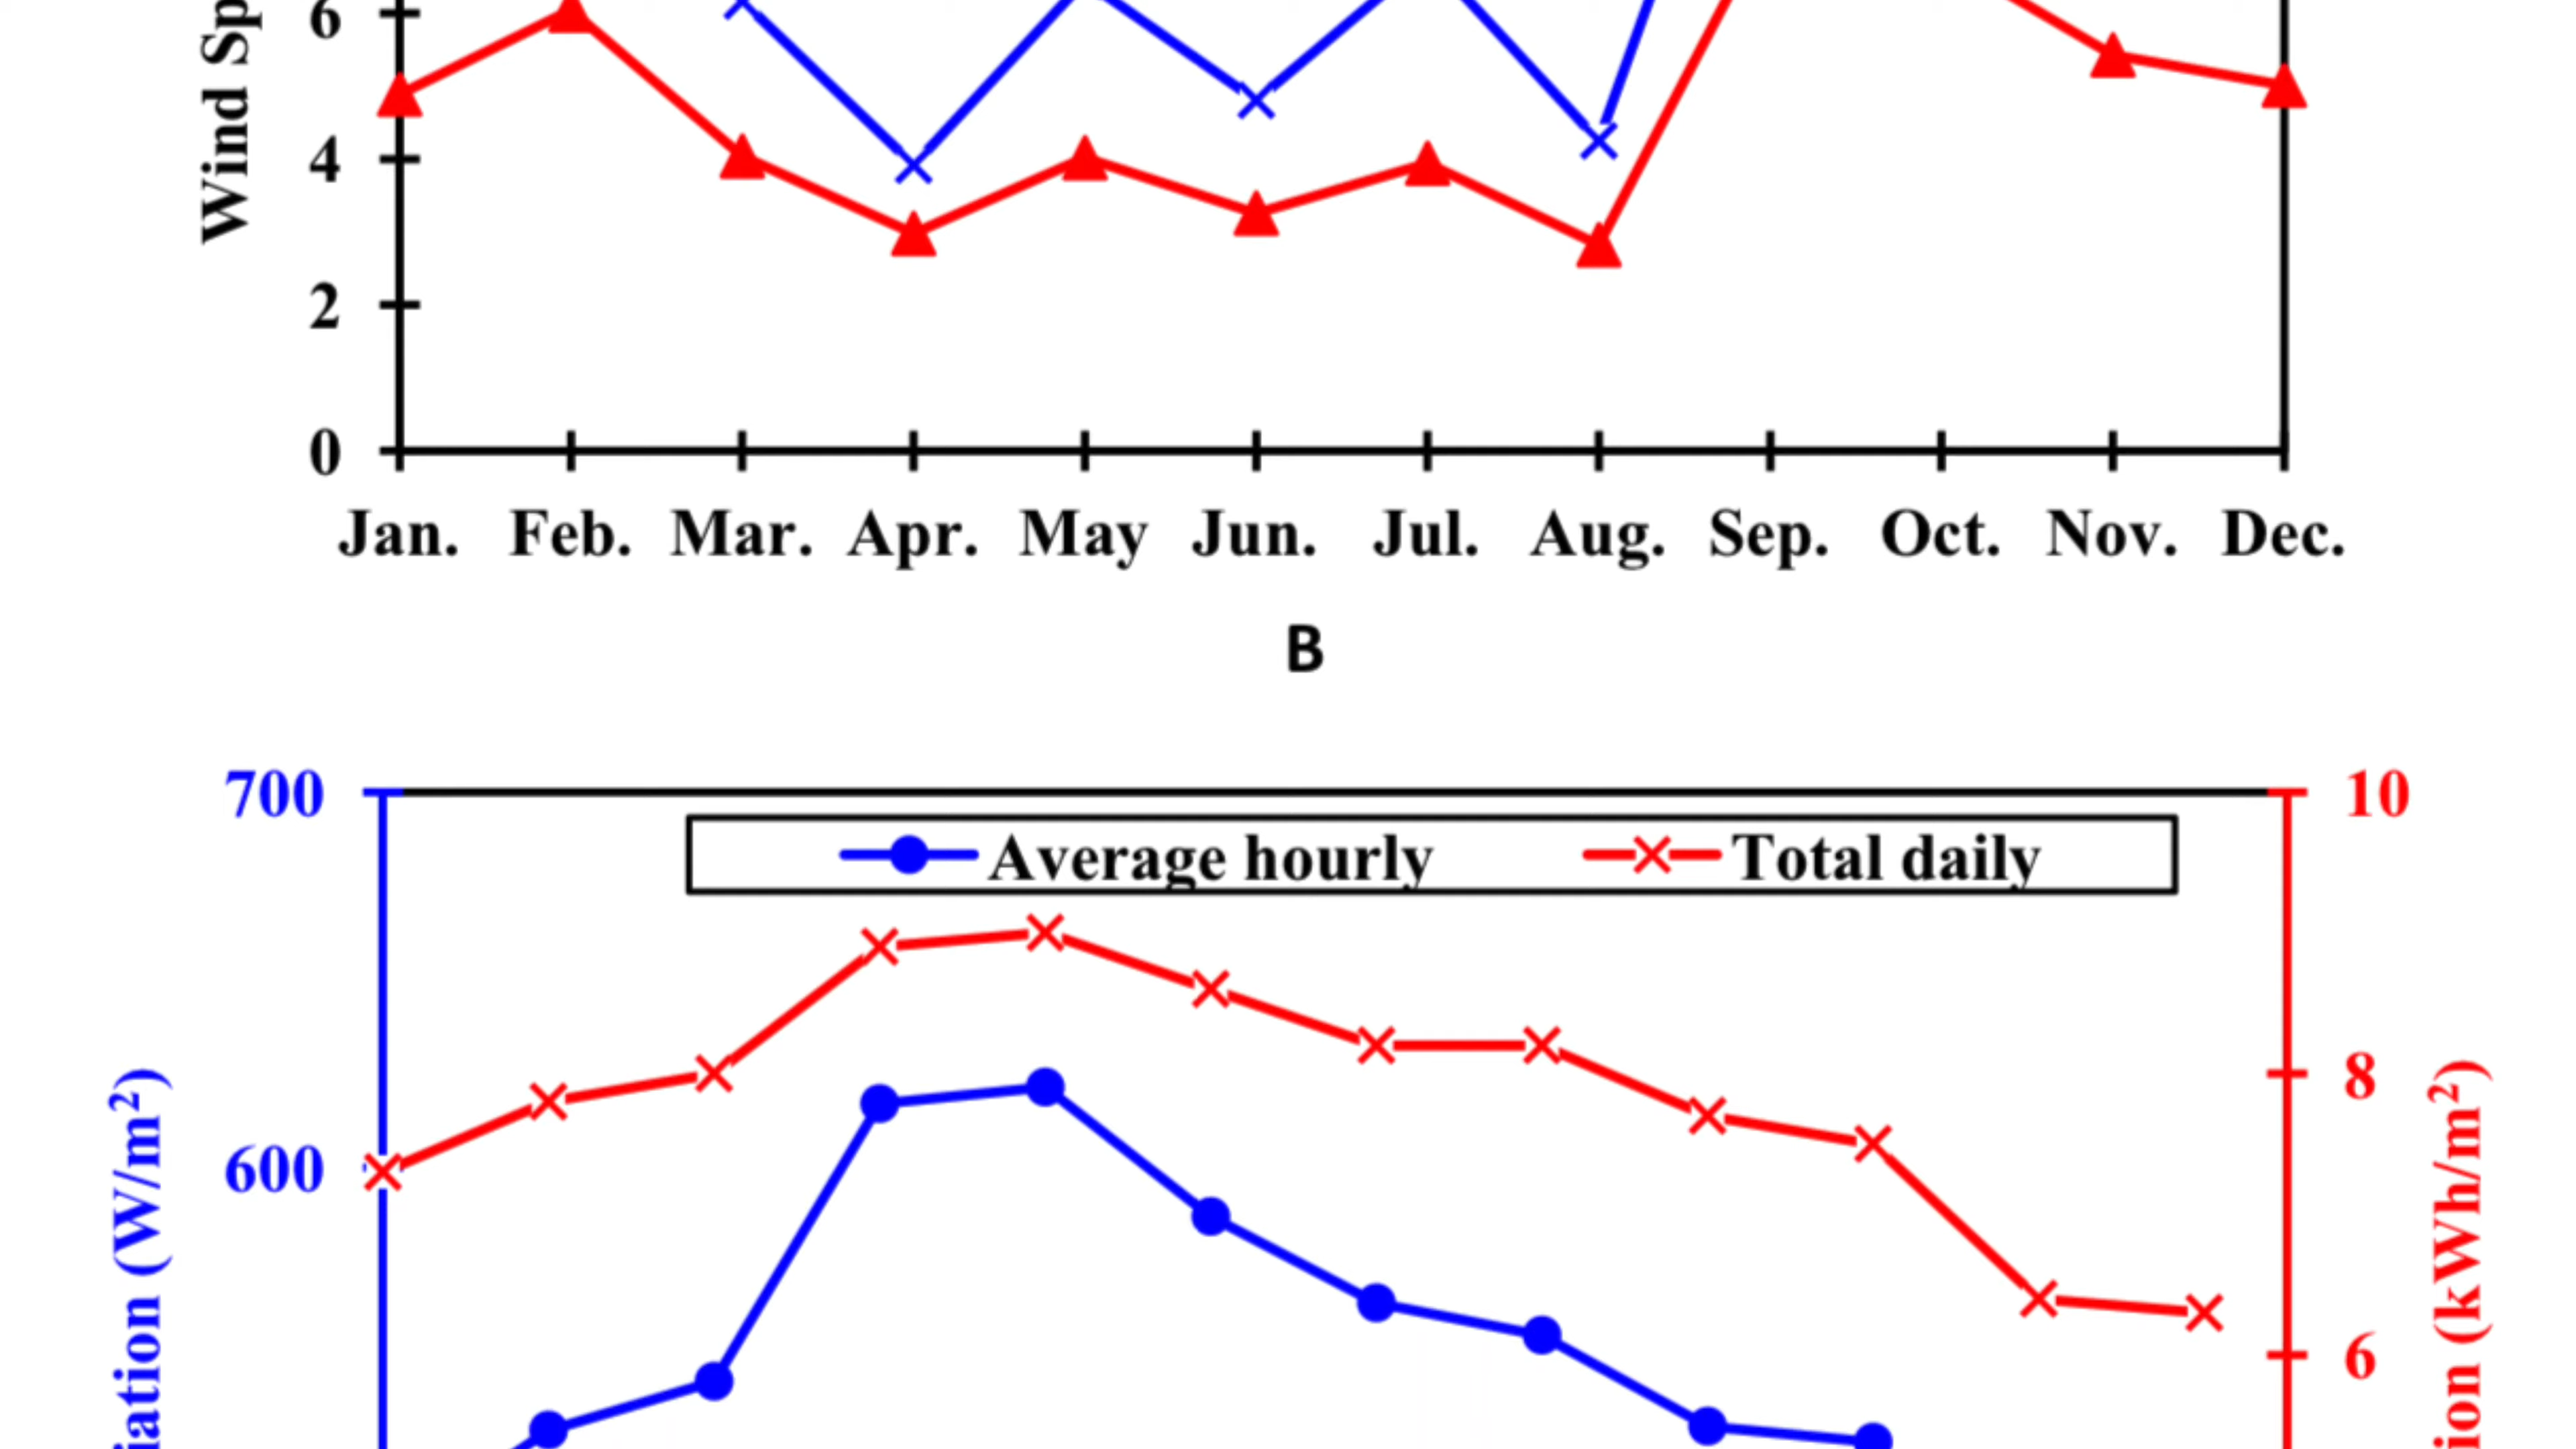 Wind Sp
6
4
2
0
Jan. Feb. Mar. Apr. May Jun. Jul. Aug. Sep. Oct. Nov. Dec.
B
700
600
iation (W/m²)
Average hourly Total daily
10
8
6
ion (kWh/m²)